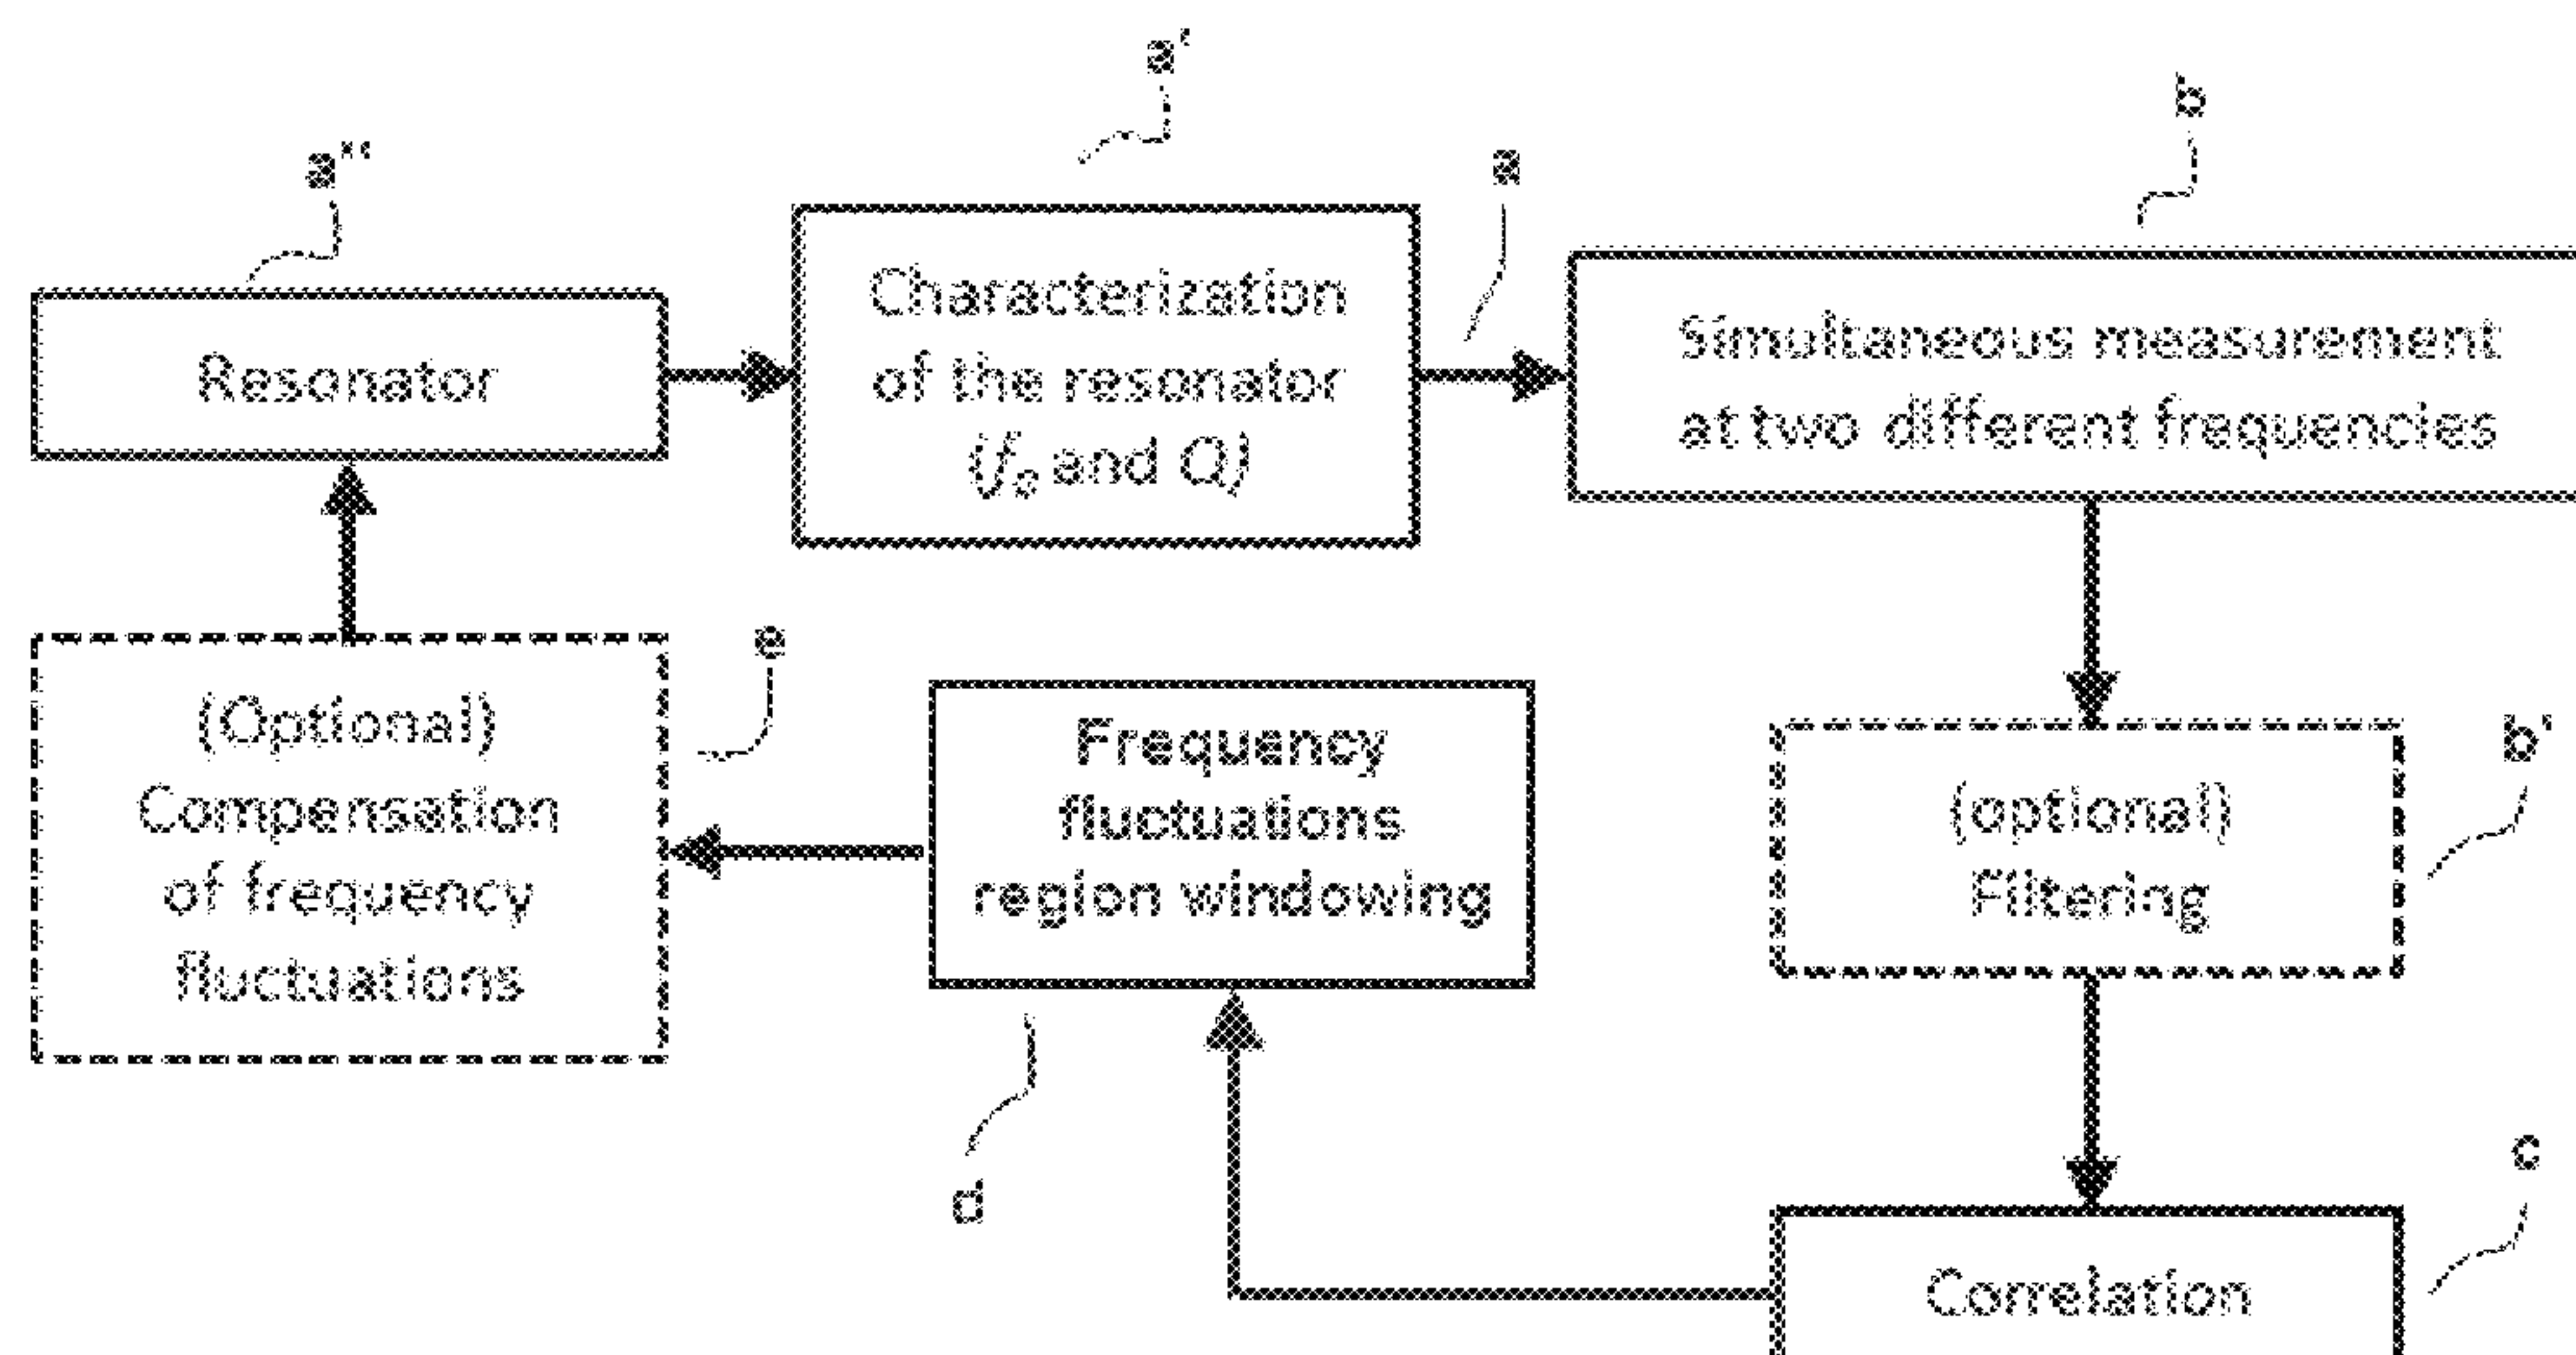 a'
b
a''
a
Resonator
Characterization
of the resonator
(f₀ and Q)
Simultaneous measurement
at two different frequencies
e
(Optional)
Compensation
of frequency
fluctuations
Frequency
fluctuations
region windowing
b'
(optional)
Filtering
d
c
Correlation